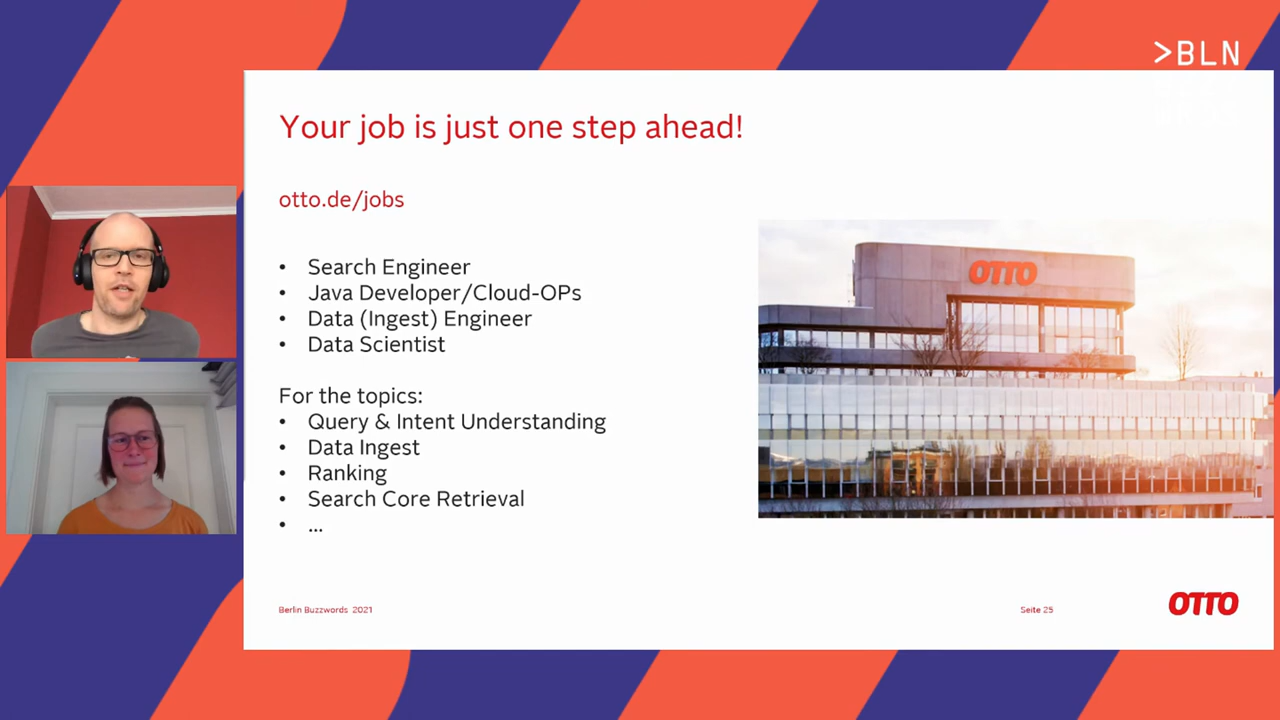 >BLN
Your job is just one step ahead!
otto.de/jobs
• Search Engineer
• Java Developer/Cloud-OPs
• Data (Ingest) Engineer
• Data Scientist
For the topics:
• Query & Intent Understanding
• Data Ingest
• Ranking
• Search Core Retrieval
• ...
OTTO
Berlin Buzzwords 2021
Seite 25
OTTO